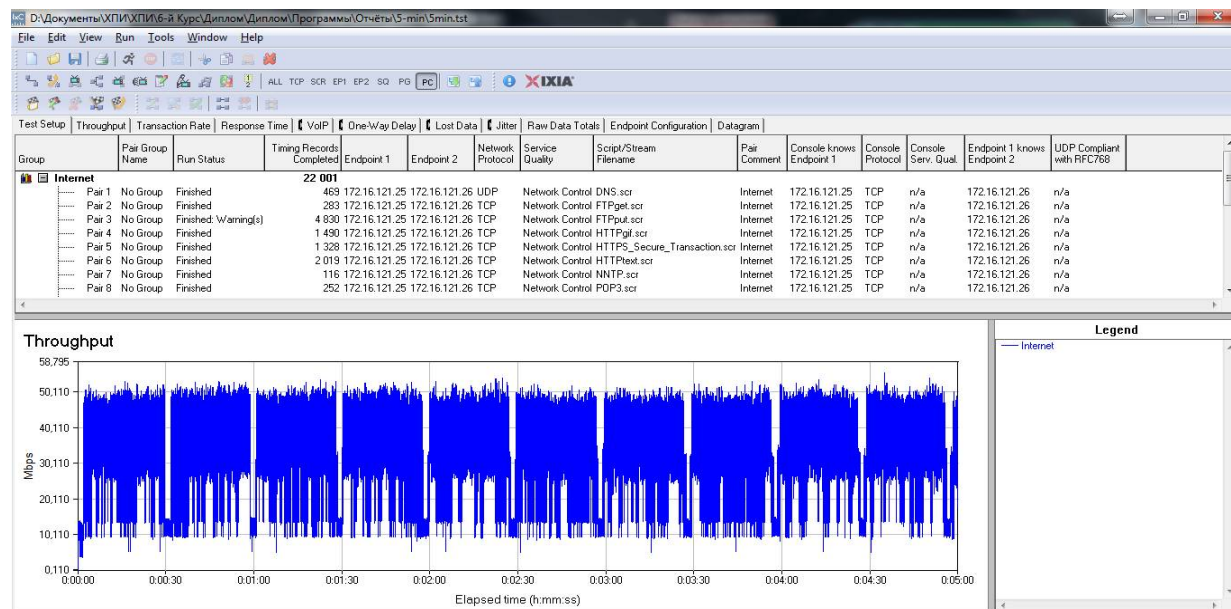 D:\Документы\ХПИ\ХПИ\6-й Курс\Диплом\Диплом\Программы\Отчёты\5-min\5min.tst
File Edit View Run Tools Window Help
ALL TCP SCR EP1 EP2 SQ PG PC XIXIA
Test Setup Throughput Transaction Rate Response Time VoIP One-Way Delay Lost Data Jitter Raw Data Totals Endpoint Configuration Datagram
Group Pair Group Name Run Status Timing Records Completed Endpoint 1 Endpoint 2 Network Protocol Service Quality Script/Stream Filename Pair Comment Console knows Endpoint 1 Console Protocol Console Serv. Qual. Endpoint 1 knows Endpoint 2 UDP Compliant with RFC768
Internet 22 001
Pair 1 No Group Finished 469 172.16.121.25 172.16.121.26 UDP Network Control DNS.scr Internet 172.16.121.25 TCP n/a 172.16.121.26 n/a
Pair 2 No Group Finished 283 172.16.121.25 172.16.121.26 TCP Network Control FTPget.scr Internet 172.16.121.25 TCP n/a 172.16.121.26 n/a
Pair 3 No Group Finished: Warning(s) 4 830 172.16.121.25 172.16.121.26 TCP Network Control FTPput.scr Internet 172.16.121.25 TCP n/a 172.16.121.26 n/a
Pair 4 No Group Finished 1 490 172.16.121.25 172.16.121.26 TCP Network Control HTTPgif.scr Internet 172.16.121.25 TCP n/a 172.16.121.26 n/a
Pair 5 No Group Finished 1 328 172.16.121.25 172.16.121.26 TCP Network Control HTTPS_Secure_Transaction.scr Internet 172.16.121.25 TCP n/a 172.16.121.26 n/a
Pair 6 No Group Finished 2 019 172.16.121.25 172.16.121.26 TCP Network Control HTTPtext.scr Internet 172.16.121.25 TCP n/a 172.16.121.26 n/a
Pair 7 No Group Finished 116 172.16.121.25 172.16.121.26 TCP Network Control NNTP.scr Internet 172.16.121.25 TCP n/a 172.16.121.26 n/a
Pair 8 No Group Finished 252 172.16.121.25 172.16.121.26 TCP Network Control POP3.scr Internet 172.16.121.25 TCP n/a 172.16.121.26 n/a
Throughput
58,795
50,110
40,110
30,110
20,110
10,110
0,110
Mbps
0:00:00 0:00:30 0:01:00 0:01:30 0:02:00 0:02:30 0:03:00 0:03:30 0:04:00 0:04:30 0:05:00
Elapsed time (h:mm:ss)
Legend
Internet